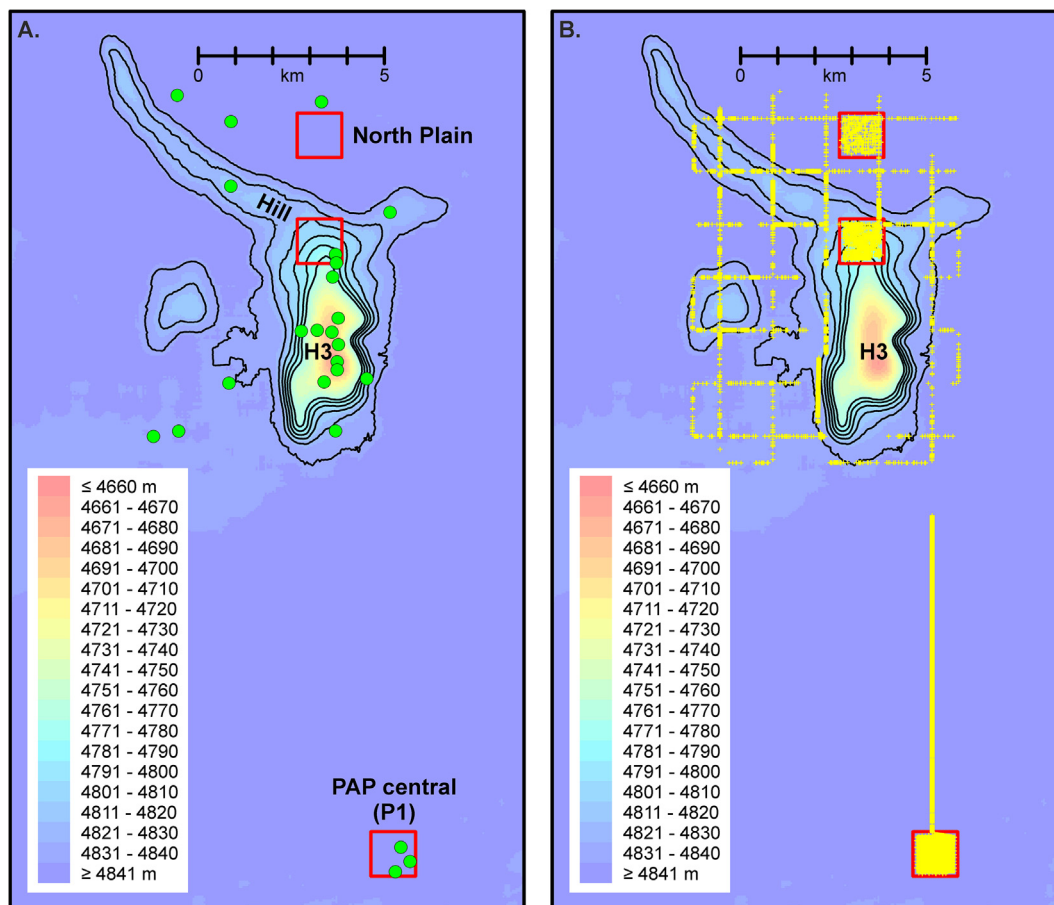 A.
0
5
km
North Plain
Hill
H3
≤ 4660 m
4661 - 4670
4671 - 4680
4681 - 4690
4691 - 4700
4701 - 4710
4711 - 4720
4721 - 4730
4731 - 4740
4741 - 4750
4751 - 4760
4761 - 4770
4771 - 4780
4781 - 4790
4791 - 4800
4801 - 4810
4811 - 4820
4821 - 4830
4831 - 4840
≥ 4841 m
PAP central
(P1)
B.
0
5
km
H3
≤ 4660 m
4661 - 4670
4671 - 4680
4681 - 4690
4691 - 4700
4701 - 4710
4711 - 4720
4721 - 4730
4731 - 4740
4741 - 4750
4751 - 4760
4761 - 4770
4771 - 4780
4781 - 4790
4791 - 4800
4801 - 4810
4811 - 4820
4821 - 4830
4831 - 4840
≥ 4841 m